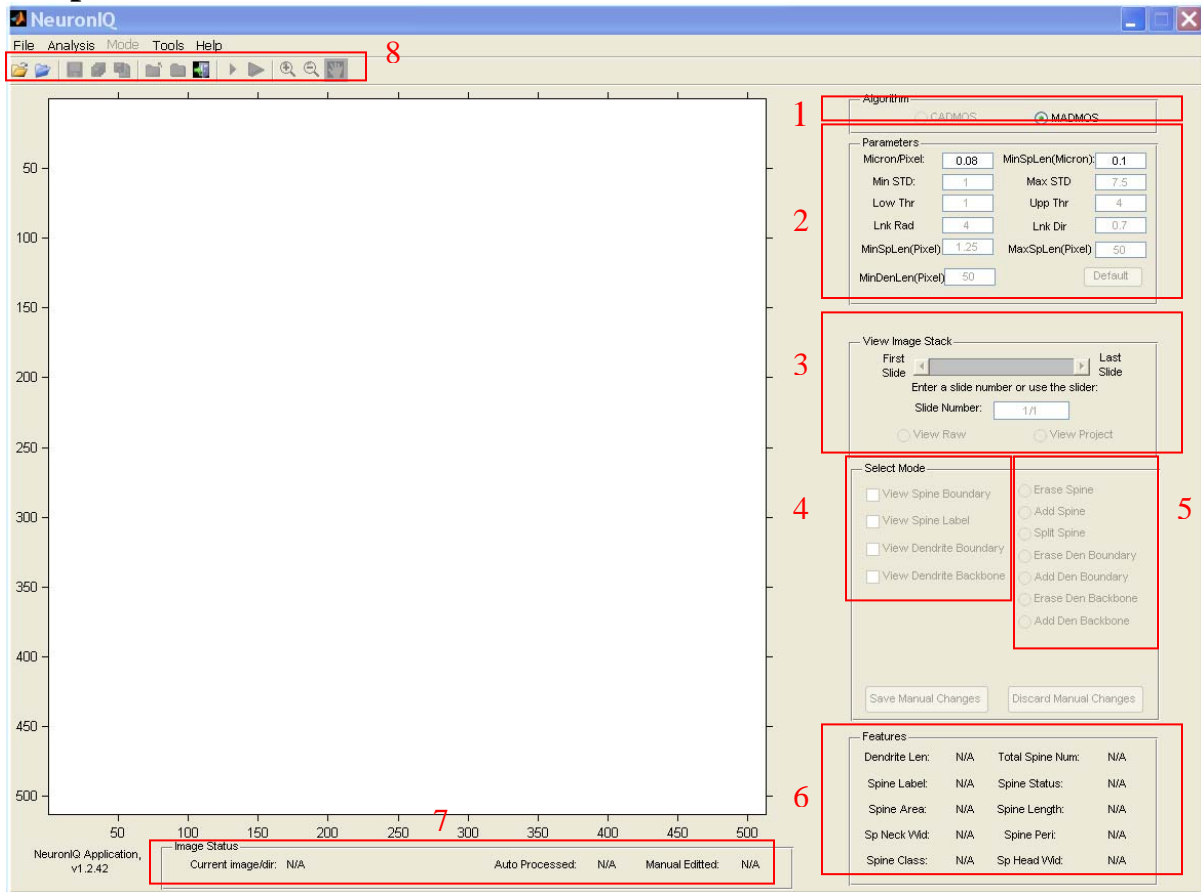 NeuronIQ
File Analysis Mode Tools Help
8
1
Algorithm
CADMOS MADMOS
2
Parameters
Micron/Pixel: 0.08 MinSpLen(Micron): 0.1
Min STD: 1 Max STD 7.5
Low Thr 1 Upp Thr 4
Lnk Rad 4 Lnk Dir 0.7
MinSpLen(Pixel) 1.25 MaxSpLen(Pixel) 50
MinDenLen(Pixel) 50 Default
3
View Image Stack
First Slide Last Slide
Enter a slide number or use the slider:
Slide Number: 1/1
View Raw View Project
4
Select Mode
View Spine Boundary
View Spine Label
View Dendrite Boundary
View Dendrite Backbone
5
Erase Spine
Add Spine
Split Spine
Erase Den Boundary
Add Den Boundary
Erase Den Backbone
Add Den Backbone
Save Manual Changes Discard Manual Changes
6
Features
Dendrite Len: N/A Total Spine Num: N/A
Spine Label: N/A Spine Status: N/A
Spine Area: N/A Spine Length: N/A
Sp Neck Wid: N/A Spine Peri: N/A
Spine Class: N/A Sp Head Wid: N/A
50
100
150
200
250
300
350
400
450
500
50 100 150 200 250 300 350 400 450 500
7
NeuronIQ Application,
v1.2.42
Image Status
Current image/dir: N/A Auto Processed: N/A Manual Editted: N/A